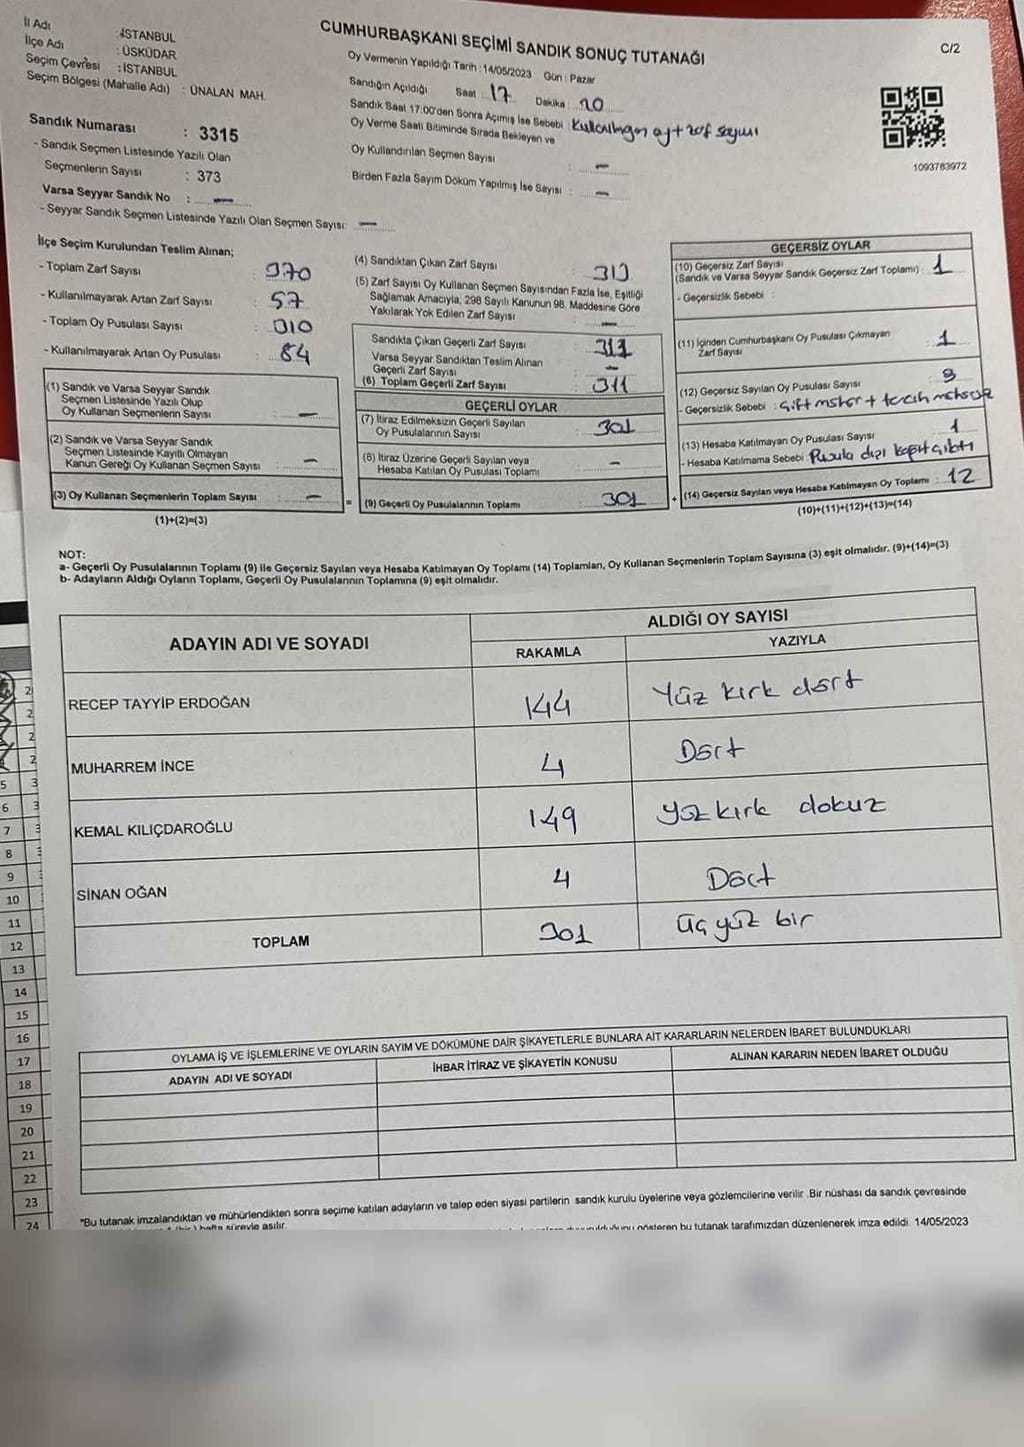 İl Adı : İSTANBUL
İlçe Adı : ÜSKÜDAR
Seçim Çevresi : İSTANBUL
Seçim Bölgesi (Mahalle Adı) : ÜNALAN MAH.
Sandık Numarası : 3315
- Sandık Seçmen Listesinde Yazılı Olan
Seçmenlerin Sayısı : 373
Varsa Seyyar Sandık No : —
- Seyyar Sandık Seçmen Listesinde Yazılı Olan Seçmen Sayısı: —
CUMHURBAŞKANI SEÇİMİ SANDIK SONUÇ TUTANAĞI
C/2
Oy Vermenin Yapıldığı Tarih : 14/05/2023 Gün : Pazar
Sandığın Açıldığı Saat 17 Dakika 20
Sandık Saat 17:00'den Sonra Açımış İse Sebebi :
Oy Verme Saati Bitiminde Sırada Bekleyen ve
Oy Kullandırılan Seçmen Sayısı : —
Birden Fazla Sayım Döküm Yapılmış İse Sayısı : —
1093763972
İlçe Seçim Kurulundan Teslim Alınan;
- Toplam Zarf Sayısı : 370
- Kullanılmayarak Artan Zarf Sayısı : 57
- Toplam Oy Pusulası Sayısı :
- Kullanılmayarak Artan Oy Pusulası : 84
(1) Sandık ve Varsa Seyyar Sandık
Seçmen Listesinde Yazılı Olup
Oy Kullanan Seçmenlerin Sayısı : —
(2) Sandık ve Varsa Seyyar Sandık
Seçmen Listesinde Kayıtlı Olmayan
Kanun Gereği Oy Kullanan Seçmen Sayısı : —
(3) Oy Kullanan Seçmenlerin Toplam Sayısı : —
(1)+(2)=(3)
(4) Sandıktan Çıkan Zarf Sayısı : 313
(5) Zarf Sayısı Oy Kullanan Seçmen Sayısından Fazla İse, Eşitliği
Sağlamak Amacıyla, 298 Sayılı Kanunun 98. Maddesine Göre
Yakılarak Yok Edilen Zarf Sayısı : —
Sandıkta Çıkan Geçerli Zarf Sayısı :
Varsa Seyyar Sandıktan Teslim Alınan
Geçerli Zarf Sayısı : —
(6) Toplam Geçerli Zarf Sayısı : 311
GEÇERLİ OYLAR
(7) İtiraz Edilmeksizin Geçerli Sayılan
Oy Pusulalarının Sayısı : 301
(8) İtiraz Üzerine Geçerli Sayılan veya
Hesaba Katılan Oy Pusulası Toplamı : —
= (9) Geçerli Oy Pusulalarının Toplamı : 301
GEÇERSİZ OYLAR
(10) Geçersiz Zarf Sayısı
(Sandık ve Varsa Seyyar Sandık Geçersiz Zarf Toplamı) : 1
- Geçersizlik Sebebi :
(11) İçinden Cumhurbaşkanı Oy Pusulası Çıkmayan
Zarf Sayısı : 1
(12) Geçersiz Sayılan Oy Pusulası Sayısı : 9
- Geçersizlik Sebebi : Çift mühür +
(13) Hesaba Katılmayan Oy Pusulası Sayısı : 1
- Hesaba Katılmama Sebebi : Pusula dışı kağıt çıktı
+ (14) Geçersiz Sayılan veya Hesaba Katılmayan Oy Toplamı : 12
(10)+(11)+(12)+(13)=(14)
NOT:
a- Geçerli Oy Pusulalarının Toplamı (9) ile Geçersiz Sayılan veya Hesaba Katılmayan Oy Toplamı (14) Toplamları, Oy Kullanan Seçmenlerin Toplam Sayısına (3) eşit olmalıdır. (9)+(14)=(3)
b- Adayların Aldığı Oyların Toplamı, Geçerli Oy Pusulalarının Toplamına (9) eşit olmalıdır.
ADAYIN ADI VE SOYADI ALDIĞI OY SAYISI
RAKAMLA YAZIYLA
RECEP TAYYİP ERDOĞAN 144 Yüz kırk dört
MUHARREM İNCE 4 Dört
KEMAL KILIÇDAROĞLU 149 yüz kırk dokuz
SİNAN OĞAN 4 Dört
TOPLAM 301 üç yüz bir
OYLAMA İŞ VE İŞLEMLERİNE VE OYLARIN SAYIM VE DÖKÜMÜNE DAİR ŞİKAYETLERLE BUNLARA AİT KARARLARIN NELERDEN İBARET BULUNDUKLARI
ADAYIN ADI VE SOYADI İHBAR İTİRAZ VE ŞİKAYETİN KONUSU ALINAN KARARIN NEDEN İBARET OLDUĞU
*Bu tutanak imzalandıktan ve mühürlendikten sonra seçime katılan adayların ve talep eden siyasi partilerin sandık kurulu üyelerine veya gözlemcilerine verilir .Bir nüshası da sandık çevresinde
hafta süreyle asılır. gösteren bu tutanak tarafımızdan düzenlenerek imza edildi. 14/05/2023
2
2
2
2
5 3
6 3
7 3
8 3
9
10
11
12
13
14
15
16
17
18
19
20
21
22
23
24